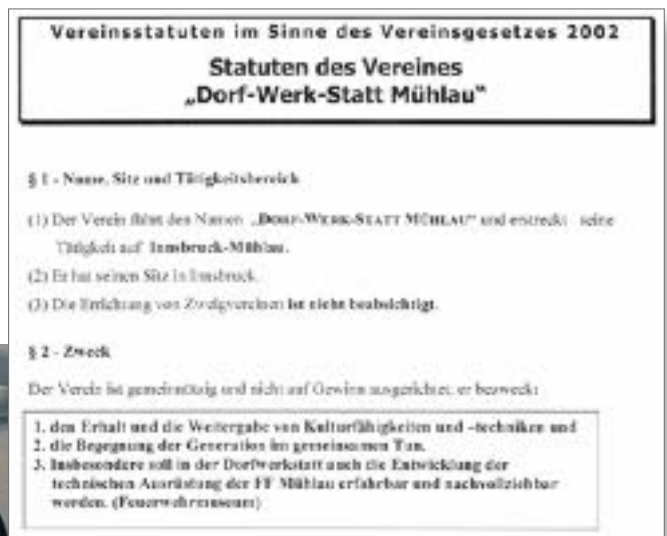 Vereinsstatuten im Sinne des Vereinsgesetzes 2002
Statuten des Vereines
„Dorf-Werk-Statt Mühlau"
§ 1 - Name, Sitz und Tätigkeitsbereich
(1) Der Verein führt den Namen „DORF-WERK-STATT MÜHLAU" und erstreckt seine
Tätigkeit auf Innsbruck-Mühlau.
(2) Er hat seinen Sitz in Innsbruck.
(3) Die Errichtung von Zweigvereinen ist nicht beabsichtigt.
§ 2 - Zweck
Der Verein ist gemeinnützig und nicht auf Gewinn ausgerichtet, er bezweckt
1. den Erhalt und die Weitergabe von Kulturfähigkeiten und –techniken und
2. die Begegnung der Generation im gemeinsamen Tun.
3. Insbesondere soll in der Dorfwerkstatt auch die Entwicklung der
technischen Ausrüstung der FF Mühlau erfahrbar und nachvollziehbar
werden. (Feuerwehrmuseum)